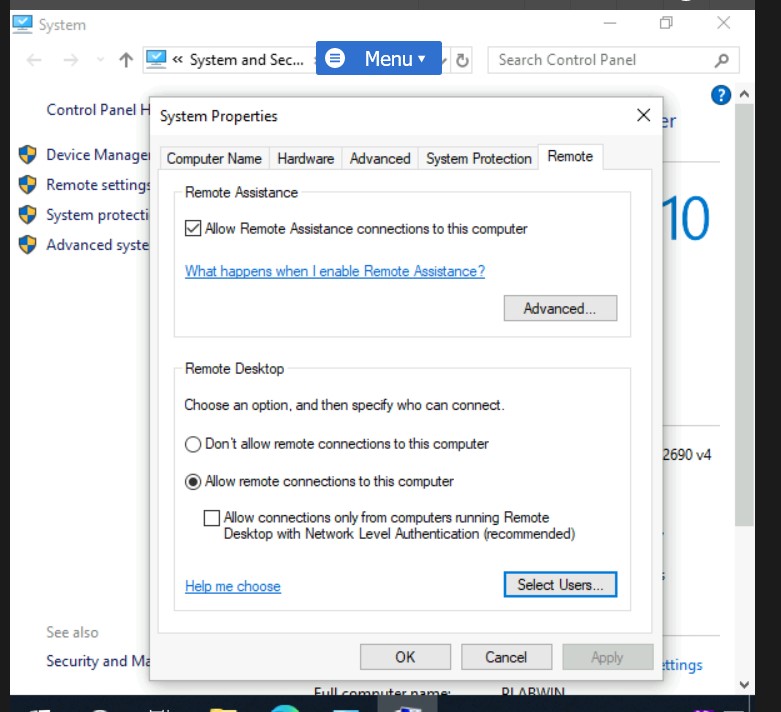 System
« System and Sec...
Menu
Search Control Panel
Control Panel H
System Properties
er
Computer Name
Hardware
Advanced
System Protection
Remote
Device Manager
Remote settings
System protecti
Advanced syste
Remote Assistance
10
Allow Remote Assistance connections to this computer
What happens when I enable Remote Assistance?
Advanced...
Remote Desktop
Choose an option, and then specify who can connect.
Don't allow remote connections to this computer
2690 v4
Allow remote connections to this computer
Allow connections only from computers running Remote
Desktop with Network Level Authentication (recommended)
Help me choose
Select Users...
See also
Security and Ma
OK
Cancel
Apply
ettings
Full computer name:
PLABWIN